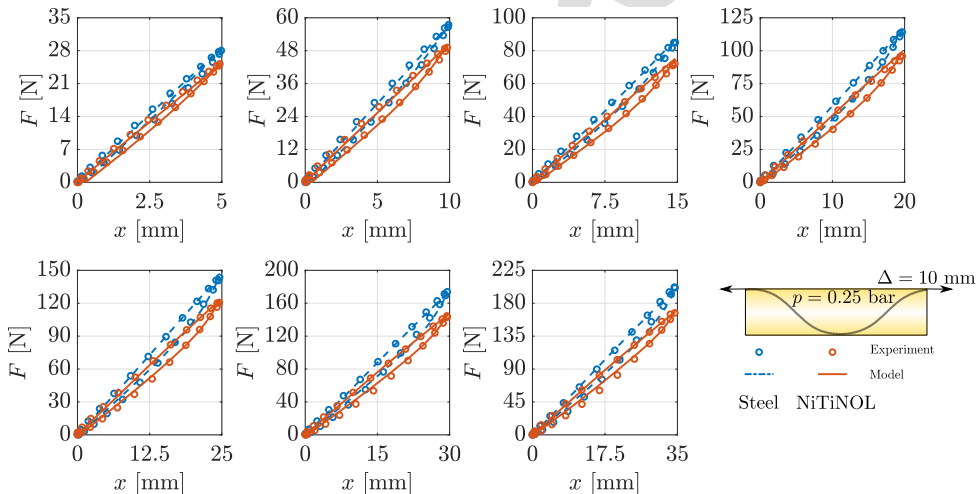 F [N]
35
28
21
14
7
0
0 2.5 5
x [mm]
60
48
36
24
12
0
0 5 10
x [mm]
100
80
60
40
20
0
0 7.5 15
x [mm]
125
100
75
50
25
0
0 10 20
x [mm]
F [N]
F [N]
F [N]
F [N]
150
120
90
60
30
0
0 12.5 25
x [mm]
F [N]
200
160
120
80
40
0
0 15 30
x [mm]
F [N]
225
180
135
90
45
0
0 17.5 35
x [mm]
Δ = 10 mm
p = 0.25 bar
Experiment
Model
Steel NiTiNOL